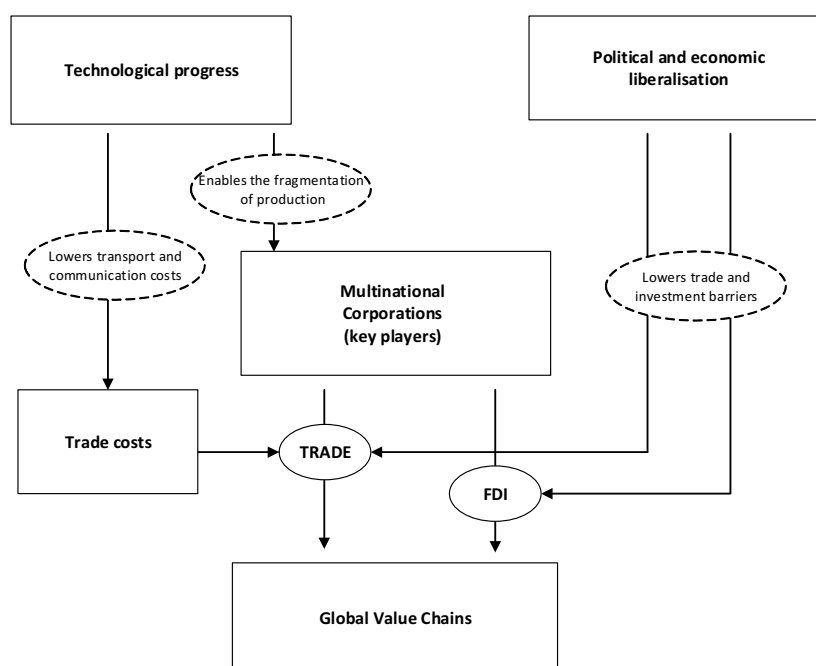 Technological progress
Political and economic
liberalisation
Enables the fragmentation
of production
Lowers transport and
communication costs
Lowers trade and
investment barriers
Multinational
Corporations
(key players)
Trade costs
TRADE
FDI
Global Value Chains